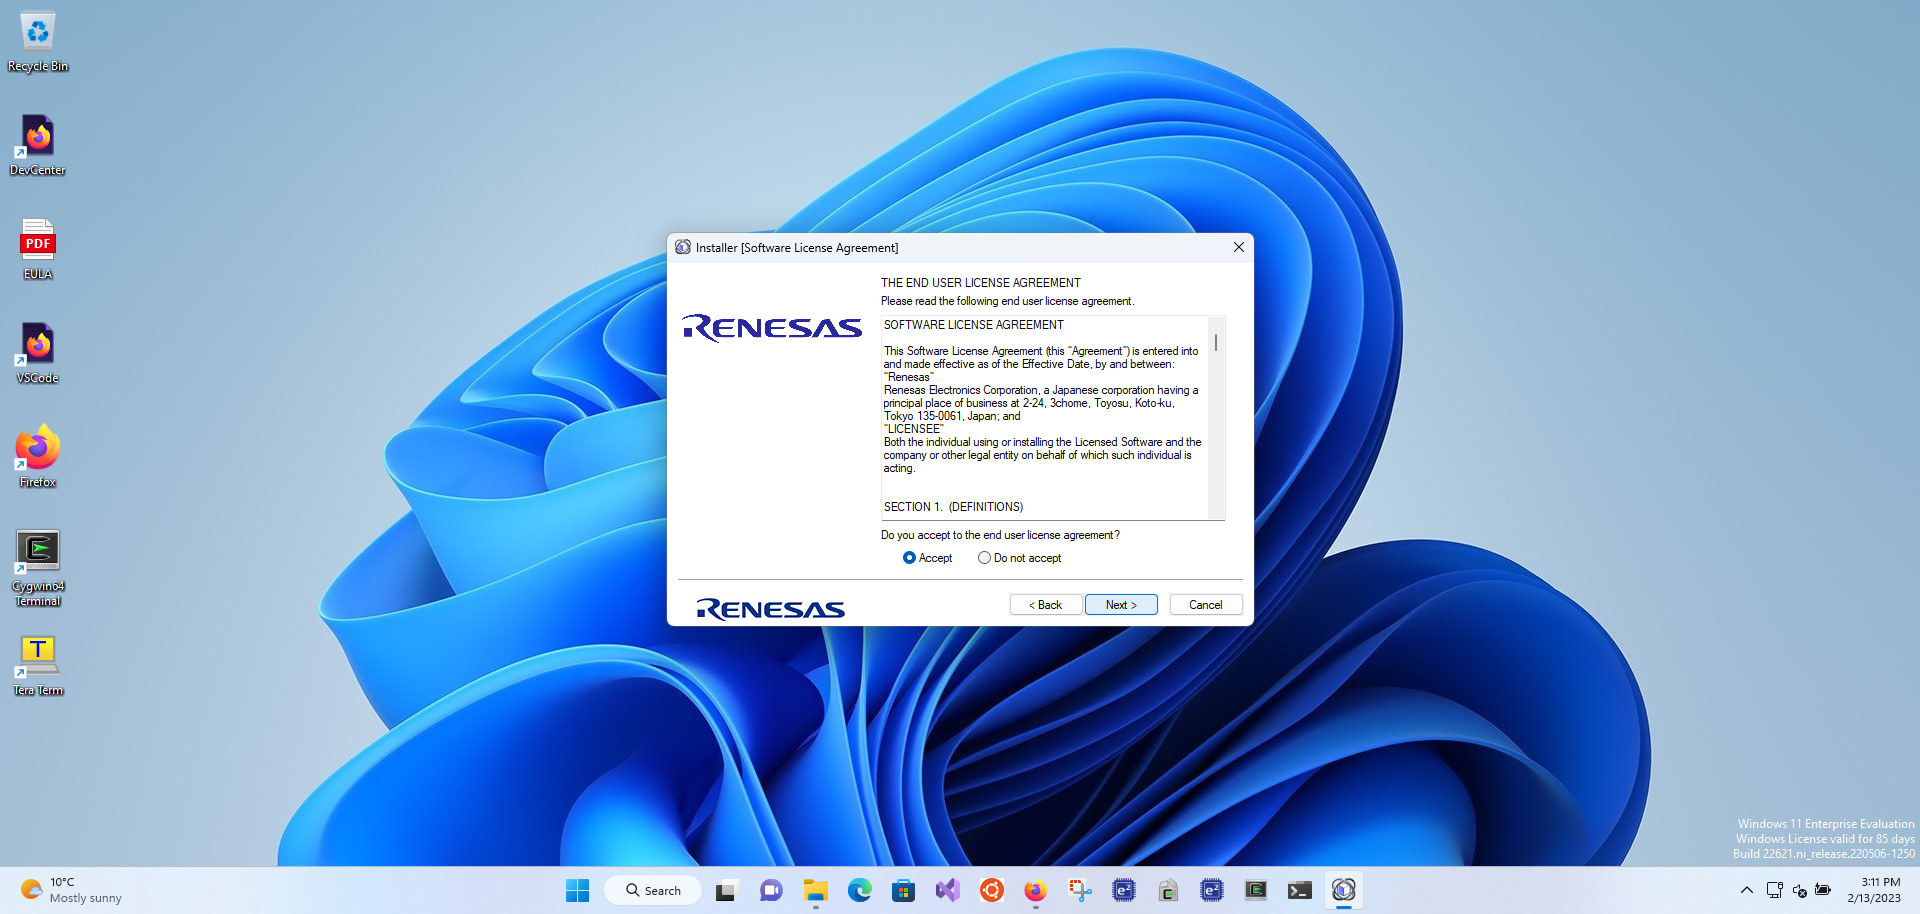 Recycle Bin
DevCenter
PDF
EULA
VSCode
Firefox
Cygwin64
Terminal
T
Tera Term
Installer [Software License Agreement]
RENESAS
THE END USER LICENSE AGREEMENT
Please read the following end user license agreement.
SOFTWARE LICENSE AGREEMENT
This Software License Agreement (this “Agreement”) is entered into
and made effective as of the Effective Date, by and between:
“Renesas”
Renesas Electronics Corporation, a Japanese corporation having a
principal place of business at 2-24, 3chome, Toyosu, Koto-ku,
Tokyo 135-0061, Japan; and
“LICENSEE”
Both the individual using or installing the Licensed Software and the
company or other legal entity on behalf of which such individual is
acting.
SECTION 1.  (DEFINITIONS)
Do you accept to the end user license agreement?
Accept Do not accept
RENESAS
< Back Next > Cancel
Windows 11 Enterprise Evaluation
Windows License valid for 85 days
Build 22621.ni_release.220506-1250
10°C
Mostly sunny
Search
e²
e²
3:11 PM
2/13/2023